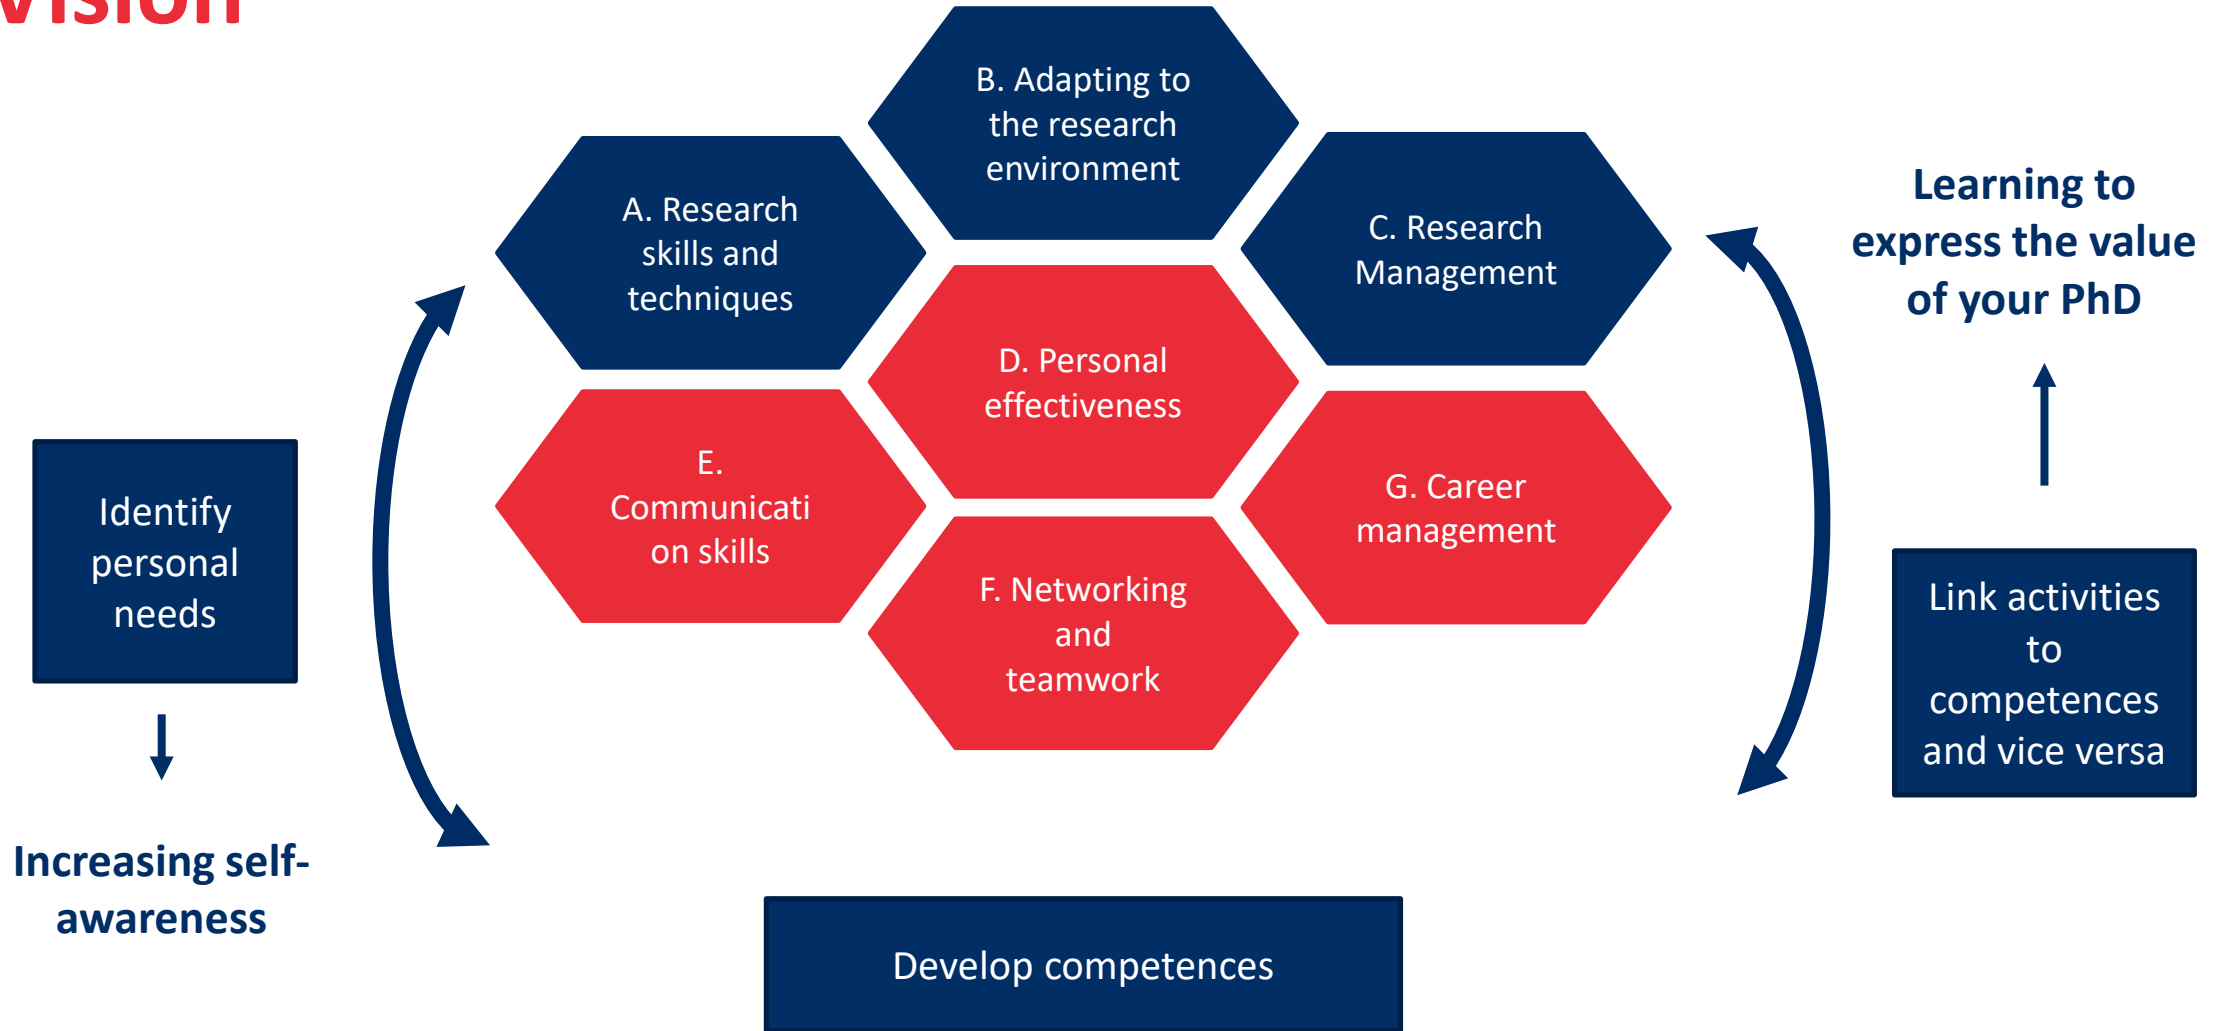 Vision
B. Adapting to
the research
environment
A. Research
skills and
techniques
C. Research
Management
Learning to
express the value
of your PhD
D. Personal
effectiveness
E.
Communicati
on skills
G. Career
management
Identify
personal
needs
F. Networking
and
teamwork
Link activities
to
competences
and vice versa
Increasing self-
awareness
Develop competences